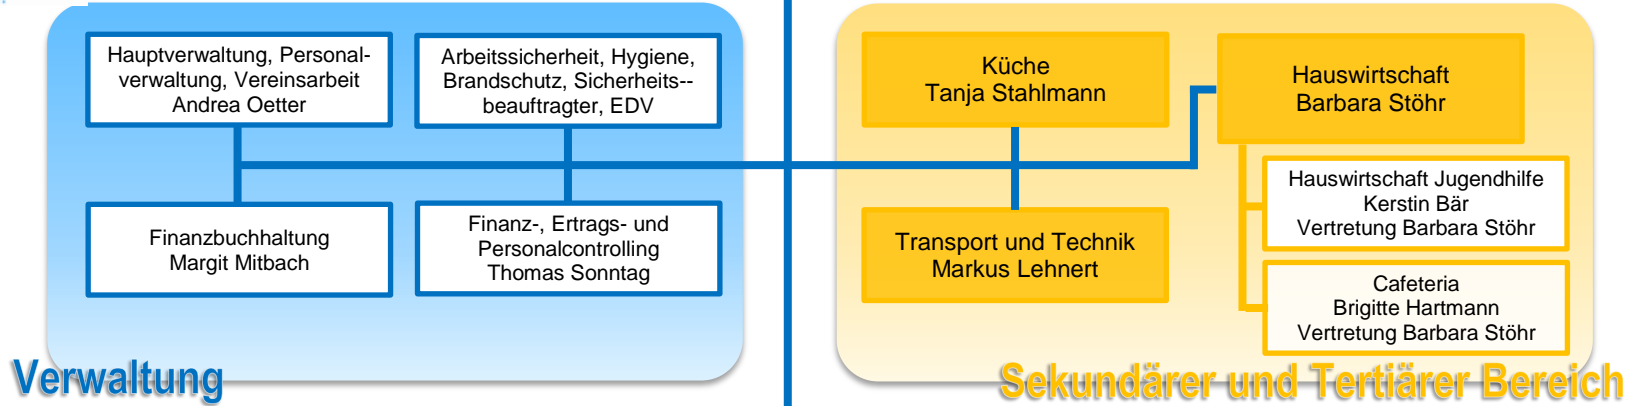 Hauptverwaltung, Personal-
verwaltung, Vereinsarbeit
Andrea Oetter
Arbeitssicherheit, Hygiene,
Brandschutz, Sicherheits--
beauftragter, EDV
Finanzbuchhaltung
Margit Mitbach
Finanz-, Ertrags- und
Personalcontrolling
Thomas Sonntag
Verwaltung
Küche
Tanja Stahlmann
Hauswirtschaft
Barbara Stöhr
Transport und Technik
Markus Lehnert
Hauswirtschaft Jugendhilfe
Kerstin Bär
Vertretung Barbara Stöhr
Cafeteria
Brigitte Hartmann
Vertretung Barbara Stöhr
Sekundärer und Tertiärer Bereich